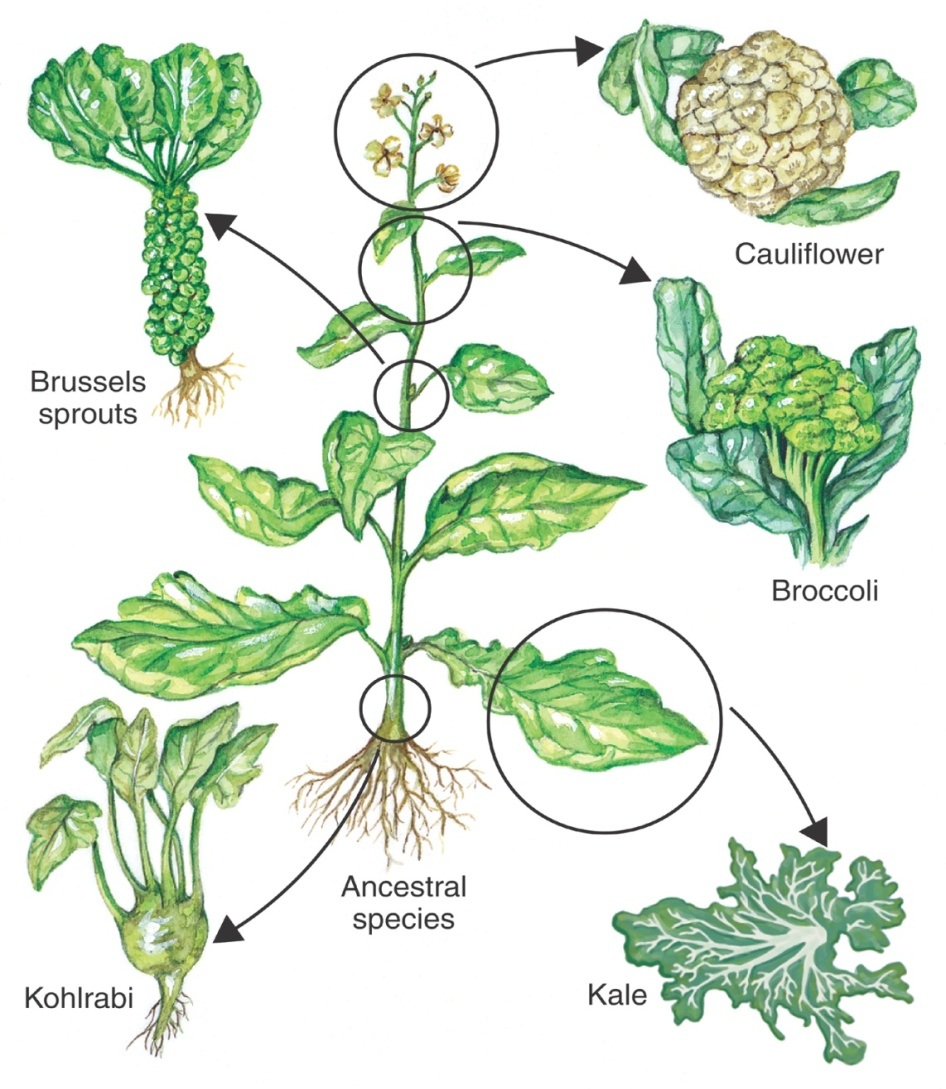 Cauliflower
Brussels
sprouts
Broccoli
Ancestral
species
Kohlrabi
Kale